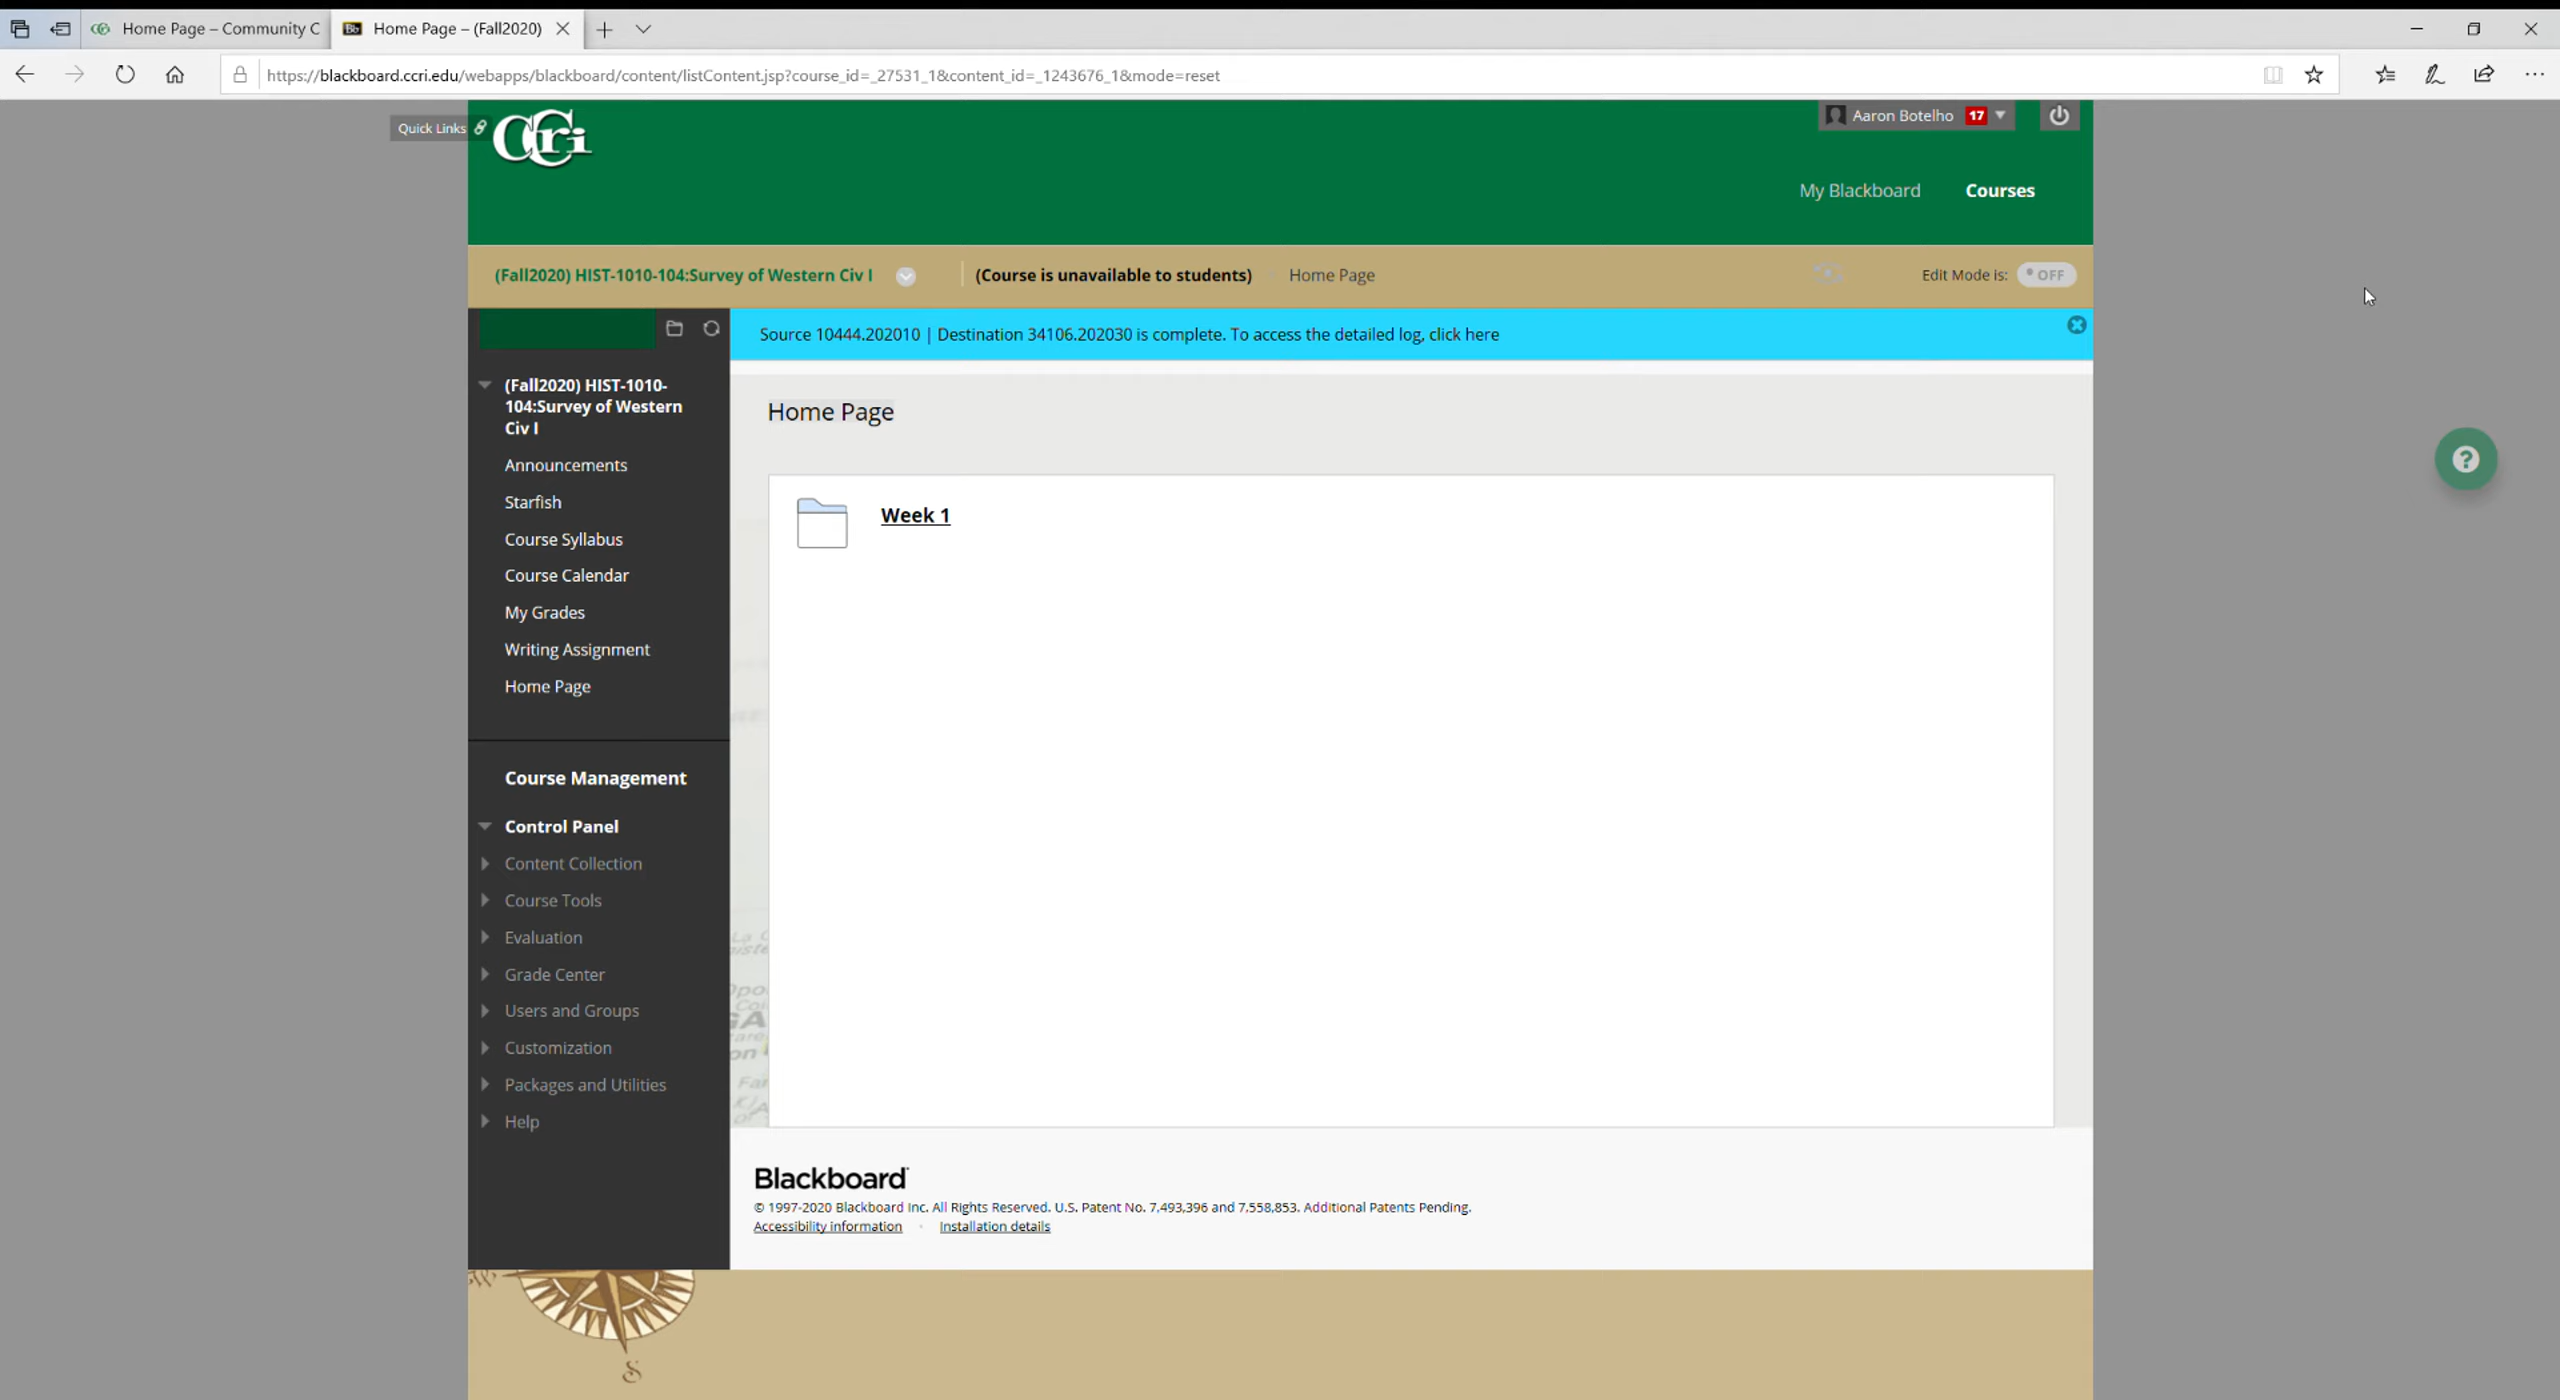 Home Page – Community C
Home Page – (Fall2020)
https://blackboard.ccri.edu/webapps/blackboard/content/listContent.jsp?course_id=_27531_1&content_id=_1243676_1&mode=reset
Quick Links
ccri
Aaron Botelho 17
My Blackboard Courses
(Fall2020) HIST-1010-104:Survey of Western Civ I (Course is unavailable to students) Home Page Edit Mode is: OFF
Source 10444.202010 | Destination 34106.202030 is complete. To access the detailed log, click here
(Fall2020) HIST-1010-
104:Survey of Western
Civ I
Announcements
Starfish
Course Syllabus
Course Calendar
My Grades
Writing Assignment
Home Page
Course Management
Control Panel
Content Collection
Course Tools
Evaluation
Grade Center
Users and Groups
Customization
Packages and Utilities
Help
Home Page
Week 1
Blackboard
© 1997-2020 Blackboard Inc. All Rights Reserved. U.S. Patent No. 7,493,396 and 7,558,853. Additional Patents Pending.
Accessibility information Installation details
S